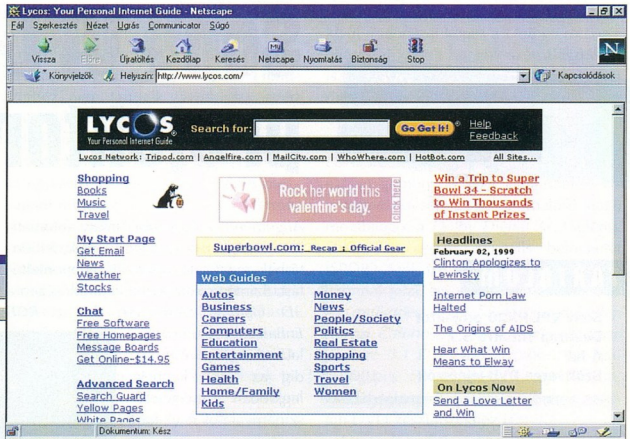 Lycos: Your Personal Internet Guide - Netscape
Fájl Szerkesztés Nézet Ugrás Communicator Súgó
Vissza Előre Újratöltés Kezdőlap Keresés Netscape Nyomtatás Biztonság Stop
Könyvjelzők Helyszín: http://www.lycos.com/ Kapcsolódások
LYCOS
Your Personal Internet Guide
Search for: Go Get It! Help
Feedback
Lycos Network: Tripod.com | Angelfire.com | MailCity.com | WhoWhere.com | HotBot.com All Sites...
Shopping
Books
Music
Travel
My Start Page
Get Email
News
Weather
Stocks
Chat
Free Software
Free Homepages
Message Boards
Get Online-$14.95
Advanced Search
Search Guard
Yellow Pages
White Pages
Rock her world this
valentine's day.
click here
Superbowl.com: Recap ; Official Gear
Web Guides
Autos
Business
Careers
Computers
Education
Entertainment
Games
Health
Home/Family
Kids
Money
News
People/Society
Politics
Real Estate
Shopping
Sports
Travel
Women
Win a Trip to Super
Bowl 34 - Scratch
to Win Thousands
of Instant Prizes
Headlines
February 02, 1999
Clinton Apologizes to
Lewinsky
Internet Porn Law
Halted
The Origins of AIDS
Hear What Win
Means to Elway
On Lycos Now
Send a Love Letter
and Win
Dokumentum: Kész